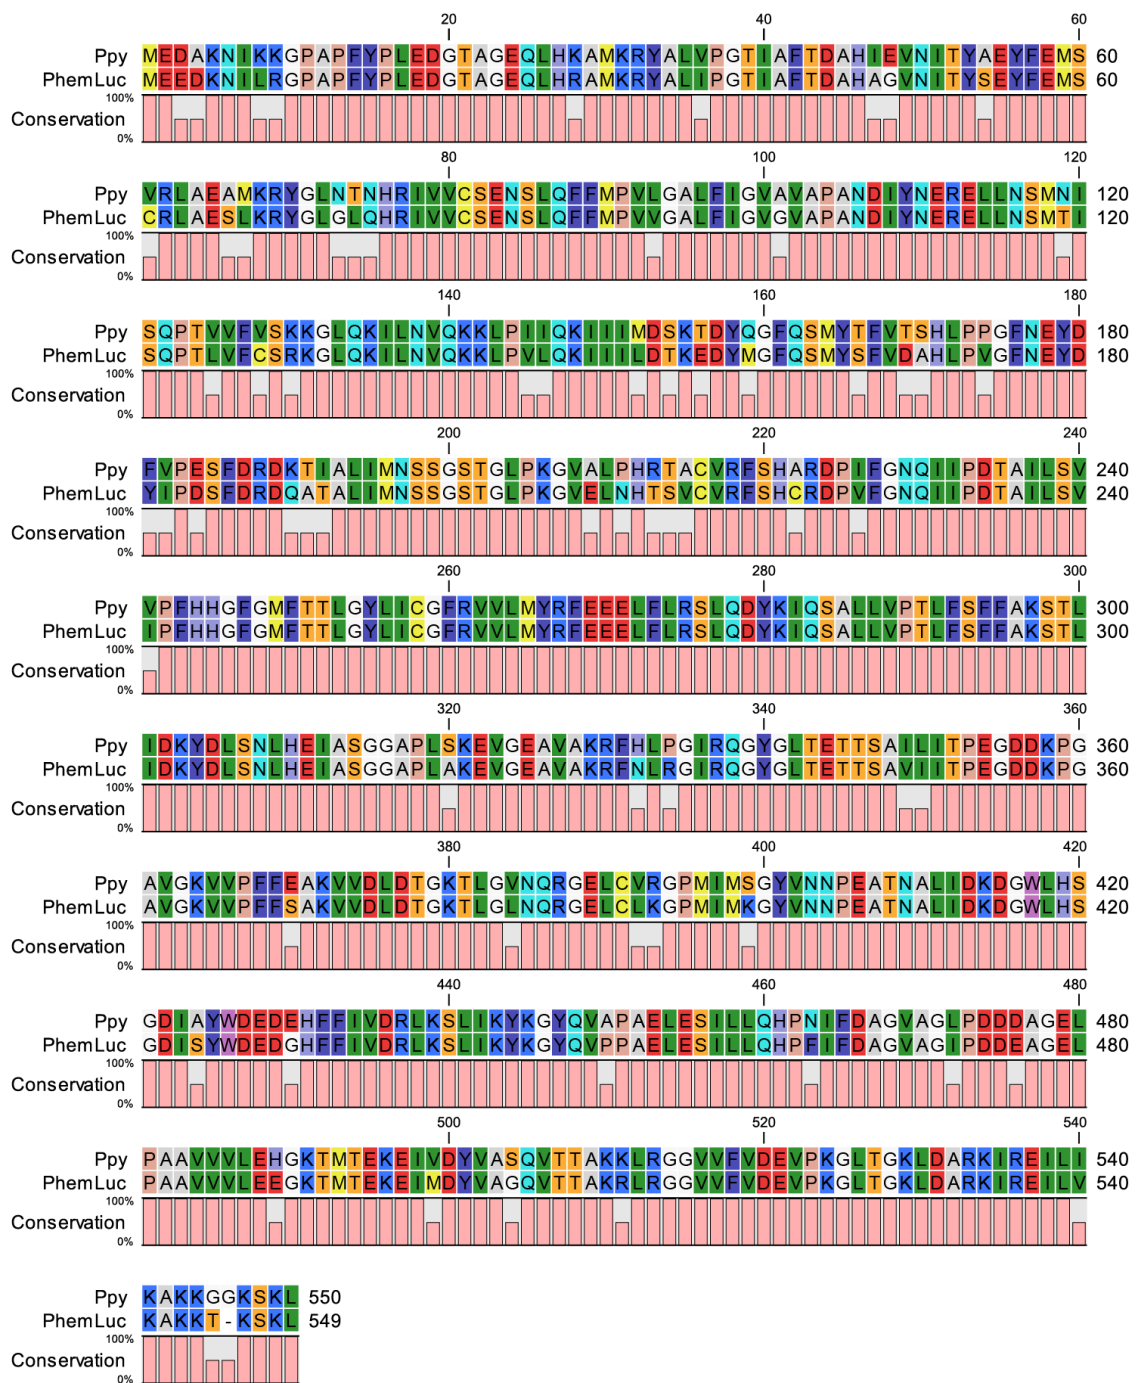 20 40 60
Ppy MEDAKNIKKGPAPFYPLEDGTAGEQLHKAMKRYALVPGTIAFTDAHIEVNITYAEYFEMS 60
PhemLuc MEEDKNILRGPAPFYPLEDGTAGEQLHRAMKRYALIPGTIAFTDAHAGVNITYSEYFEMS 60
100%
Conservation
0%
80 100 120
Ppy VRLAEAMKRYGLNTNHRIVVCSENSLQFFMPVLGALFIGVAVAPANDIYNERELLNSMNI 120
PhemLuc CRLAESLKRYGLGLQHRIVVCSENSLQFFMPVVGALFIGVGVAPANDIYNERELLNSMTI 120
100%
Conservation
0%
140 160 180
Ppy SQPTVVFVSKKGLQKILNVQKKLPIIQKIIIMDSKTDYQGFQSMYTFVTSHLPPGFNEYD 180
PhemLuc SQPTLVFCSRKGLQKILNVQKKLPVLQKIIILDTKEDYMGFQSMYSFVDAHLPVGFNEYD 180
100%
Conservation
0%
200 220 240
Ppy FVPESFDRDKTIALIMNSSGSTGLPKGVALPHRTACVRFSHARDPIFGNQIIPDTAILSV 240
PhemLuc YIPDSFDRDQATALIMNSSGSTGLPKGVELNHTSVCVRFSHCRDPVFGNQIIPDTAILSV 240
100%
Conservation
0%
260 280 300
Ppy VPFHHGFGMFTTLGYLICGFRVVLMYRFEEELFLRSLQDYKIQSALLVPTLFSFFAKSTL 300
PhemLuc IPFHHGFGMFTTLGYLICGFRVVLMYRFEEELFLRSLQDYKIQSALLVPTLFSFFAKSTL 300
100%
Conservation
0%
320 340 360
Ppy IDKYDLSNLHEIASGGAPLSKEVGEAVAKRFHLPGIRQGYGLTETTSAILITPEGDDKPG 360
PhemLuc IDKYDLSNLHEIASGGAPLAKEVGEAVAKRFNLRGIRQGYGLTETTSAVIITPEGDDKPG 360
100%
Conservation
0%
380 400 420
Ppy AVGKVVPFFEAKVVDLDTGKTLGVNQRGELCVRGPMIMSGYVNNPEATNALIDKDGWLHS 420
PhemLuc AVGKVVPFFSAKVVDLDTGKTLGLNQRGELCLKGPMIMKGYVNNPEATNALIDKDGWLHS 420
100%
Conservation
0%
440 460 480
Ppy GDIAYWDEDEHFFIVDRLKSLIKYKGYQVAPAELESILLQHPNIFDAGVAGLPDDDAGEL 480
PhemLuc GDISYWDEDGHFFIVDRLKSLIKYKGYQVPPAELESILLQHPFIFDAGVAGIPDDEAGEL 480
100%
Conservation
0%
500 520 540
Ppy PAAVVVLEHGKTMTEKEIVDYVASQVTTAKKLRGGVVFVDEVPKGLTGKLDARKIREILI 540
PhemLuc PAAVVVLEEGKTMTEKEIMDYVAGQVTTAKRLRGGVVFVDEVPKGLTGKLDARKIREILV 540
100%
Conservation
0%
Ppy KAKKGGKSKL 550
PhemLuc KAKKT-KSKL 549
100%
Conservation
0%